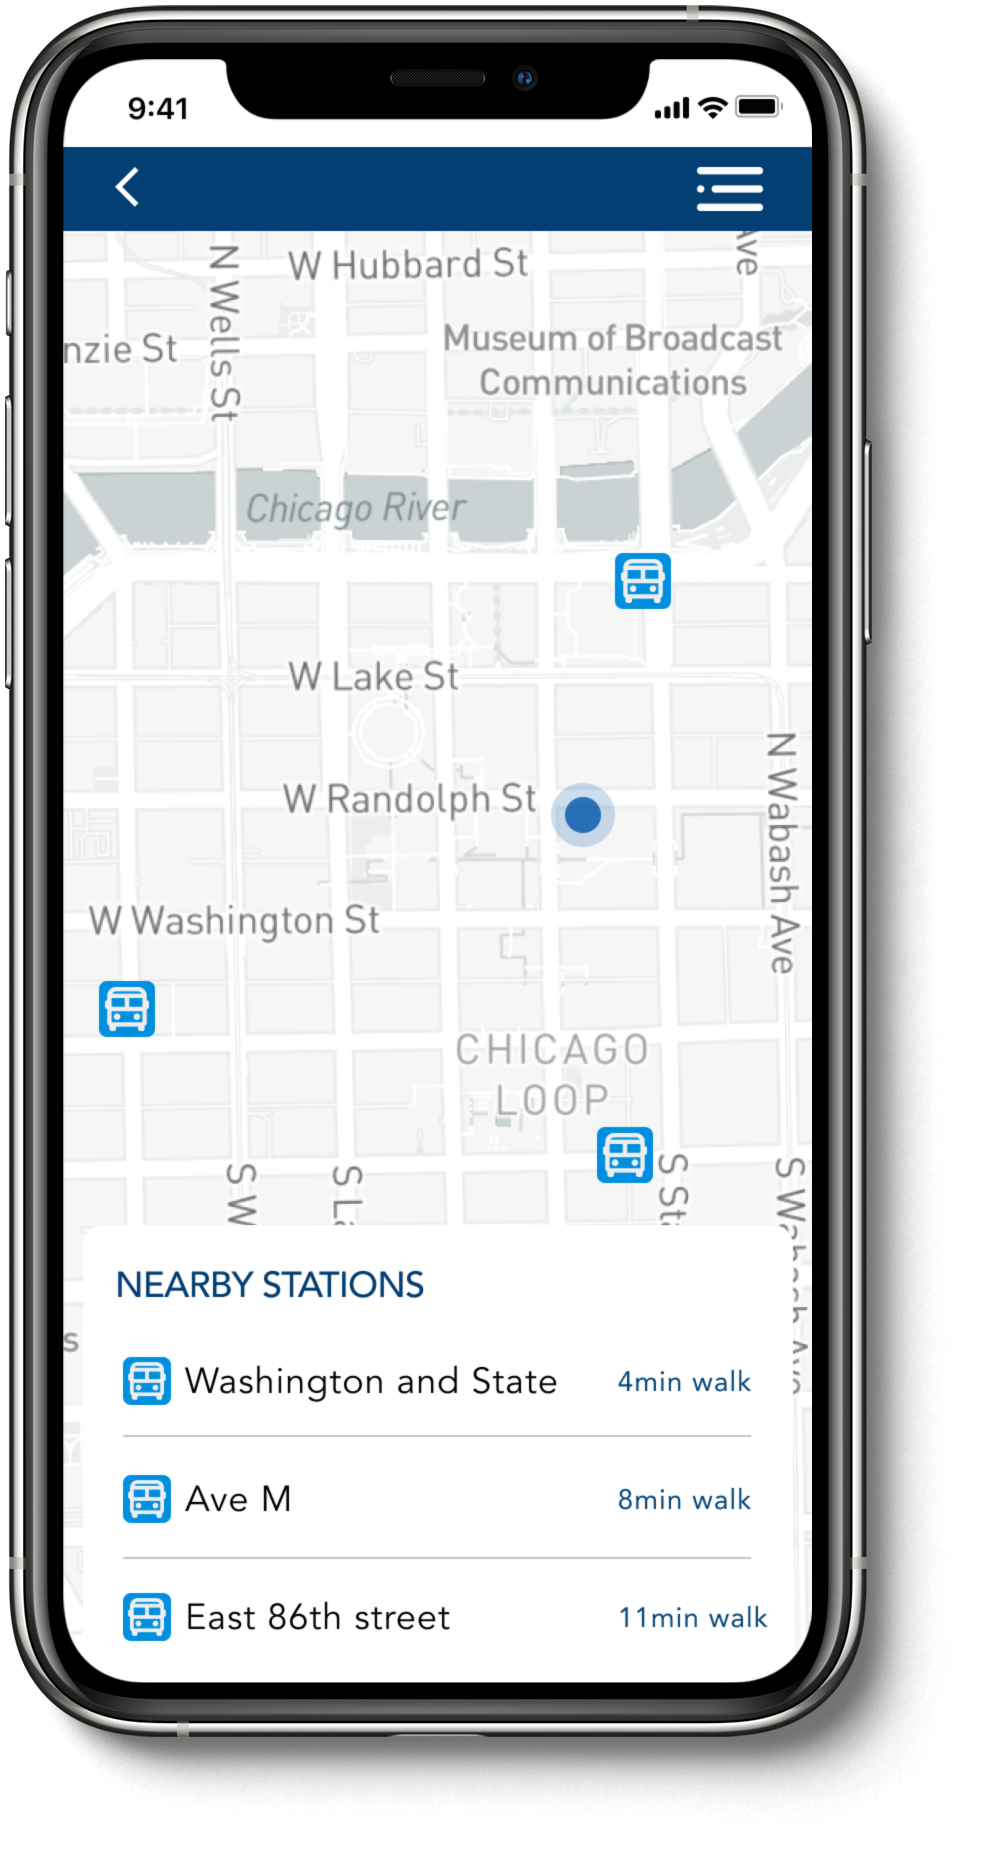 9:41
W Hubbard St
N Wells St
Ave
nzie St
Museum of Broadcast
Communications
Chicago River
W Lake St
W Randolph St
N Wabash Ave
W Washington St
CHICAGO
LOOP
S W
S La
S Sta
S Wabash Ave
NEARBY STATIONS
s
Washington and State
4min walk
Ave M
8min walk
East 86th street
11min walk